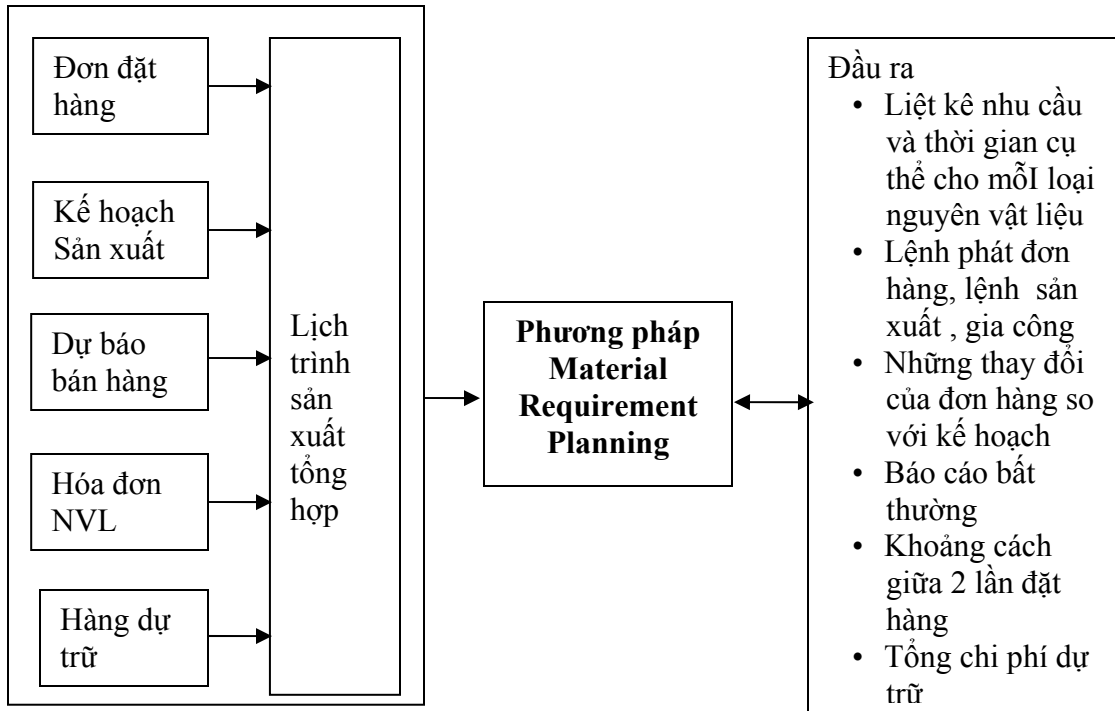 Đơn đặt
hàng
Kế hoạch
Sản xuất
Dự báo
bán hàng
Hóa đơn
NVL
Hàng dự
trữ
Lịch
trình
sản
xuất
tổng
hợp
Phương pháp
Material
Requirement
Planning
Đầu ra
• Liệt kê nhu cầu
và thời gian cụ
thể cho mỗI loại
nguyên vật liệu
• Lệnh phát đơn
hàng, lệnh sản
xuất , gia công
• Những thay đổi
của đơn hàng so
với kế hoạch
• Báo cáo bất
thường
• Khoảng cách
giữa 2 lần đặt
hàng
• Tổng chi phí dự
trữ